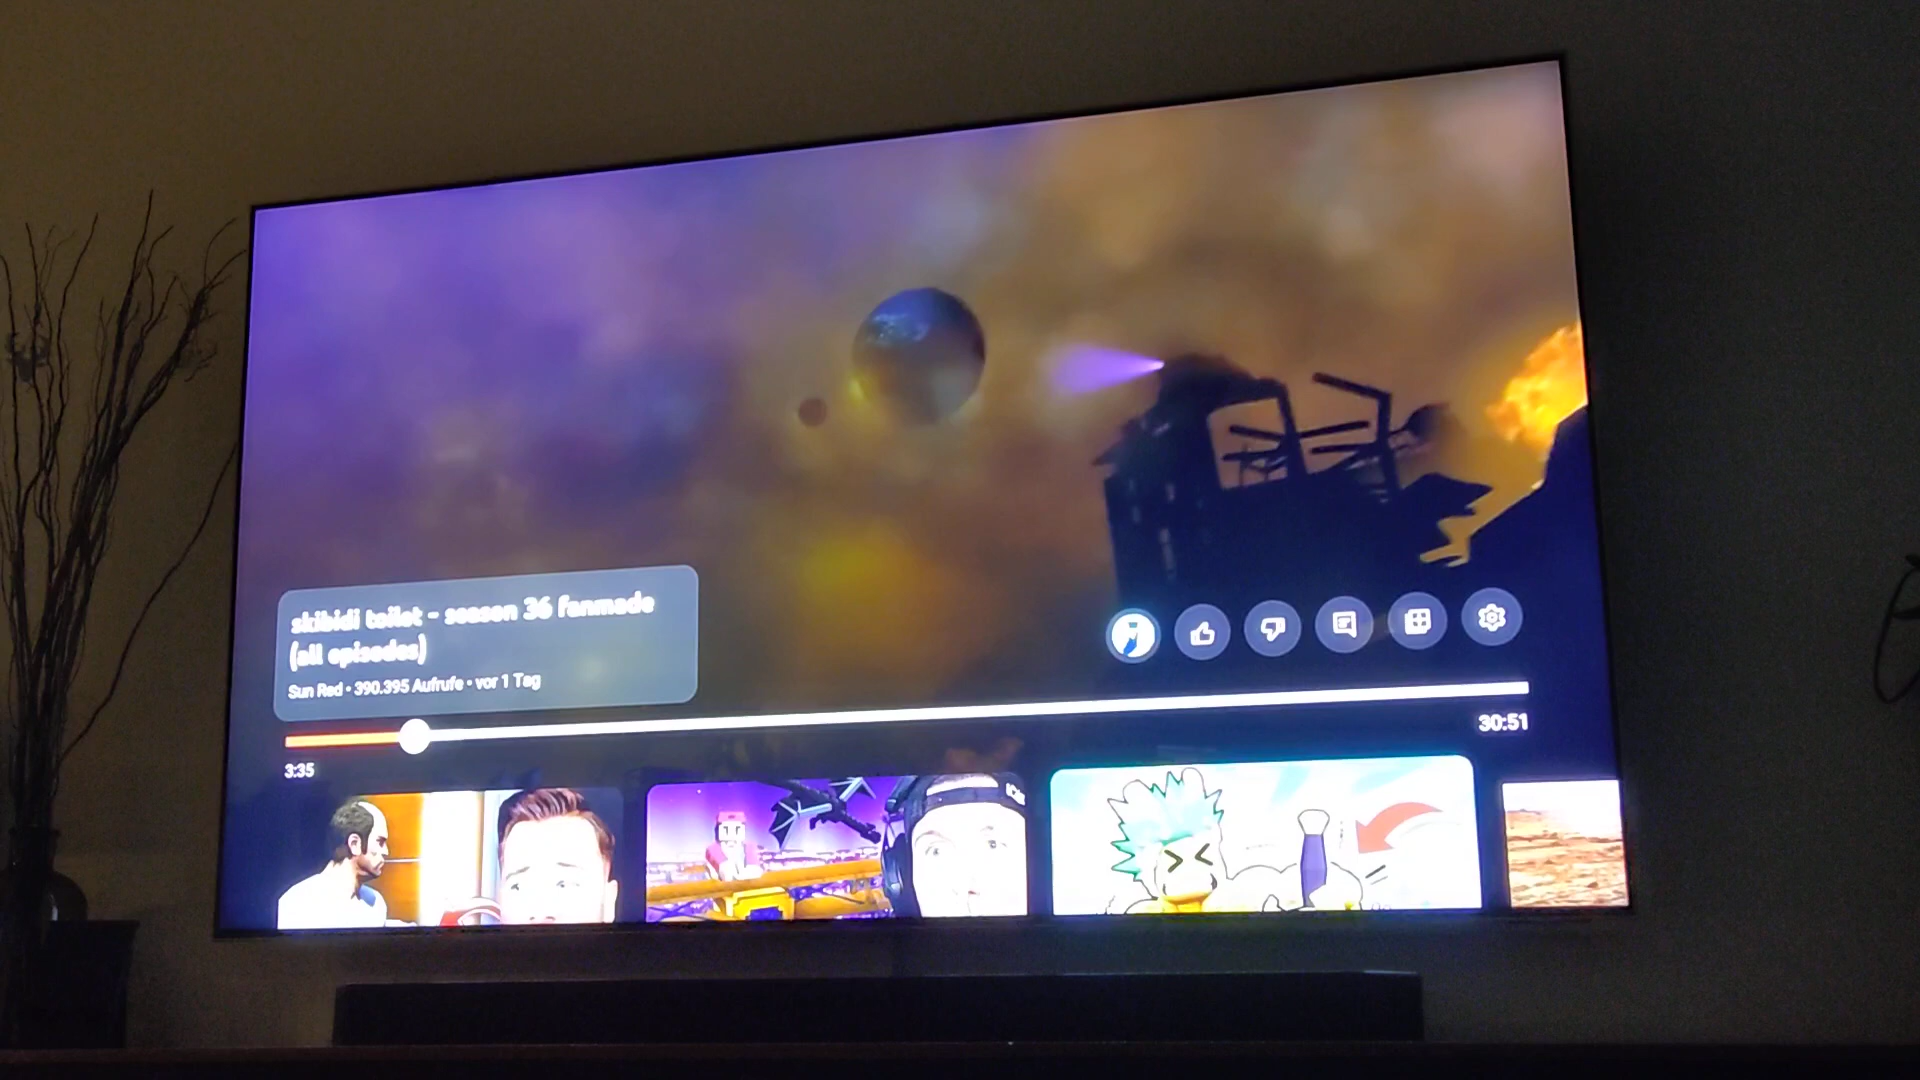 skibidi toilet - season 36 fanmade
(all episodes)
Sun Red • 390.395 Aufrufe • vor 1 Tag
30:51
3:35